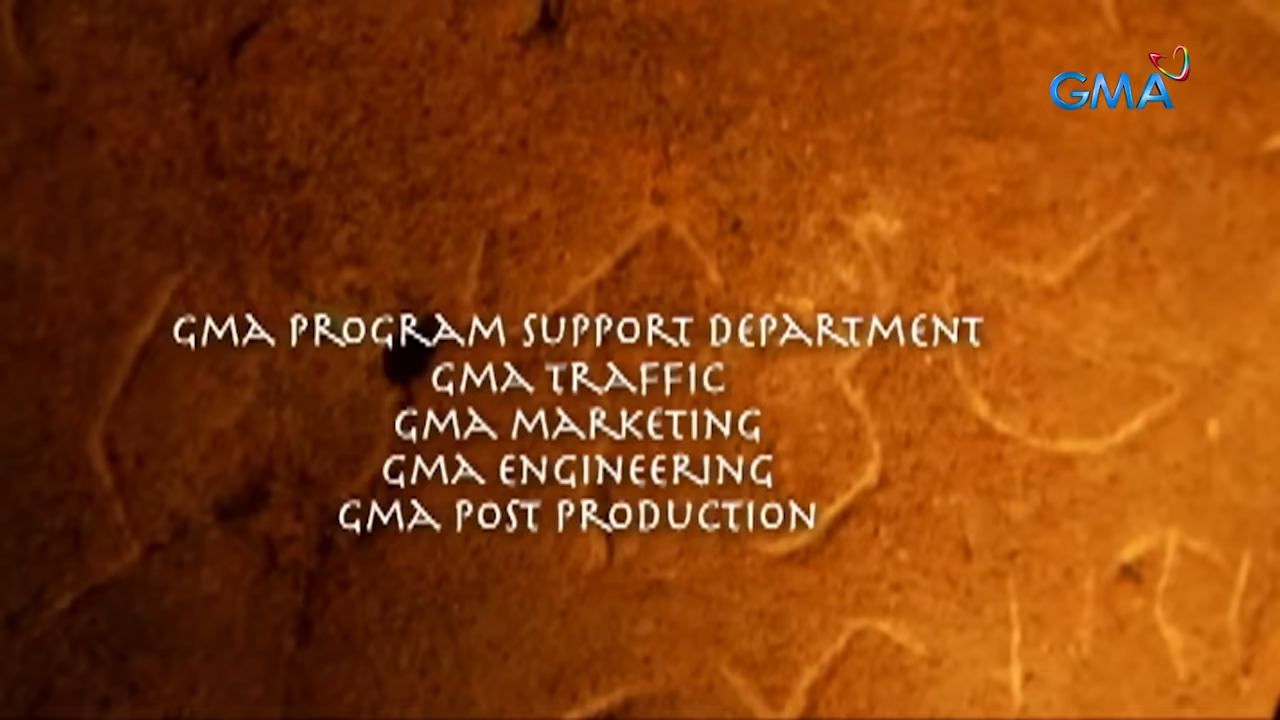 GMA
GMA PROGRAM SUPPORT DEPARTMENT
GMA TRAFFIC
GMA MARKETING
GMA ENGINEERING
GMA POST PRODUCTION